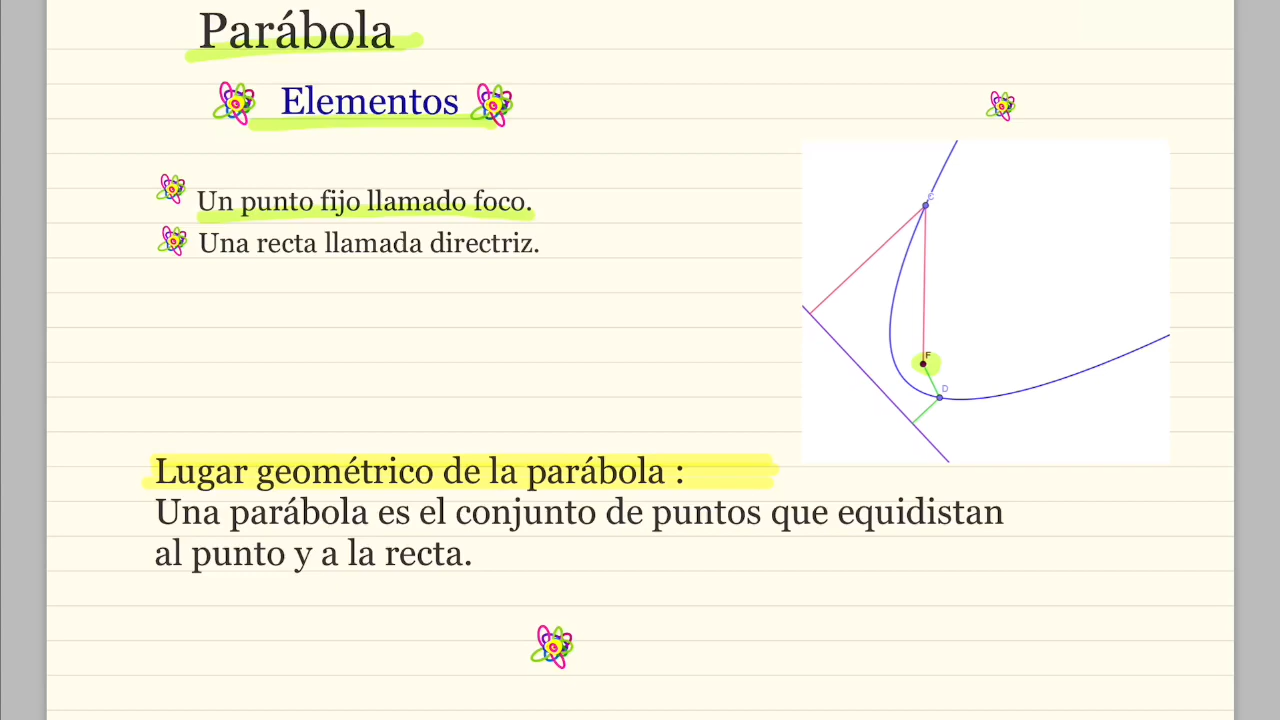 Parábola
Elementos
Un punto fijo llamado foco.
Una recta llamada directriz.
C
F
D
Lugar geométrico de la parábola :
Una parábola es el conjunto de puntos que equidistan
al punto y a la recta.